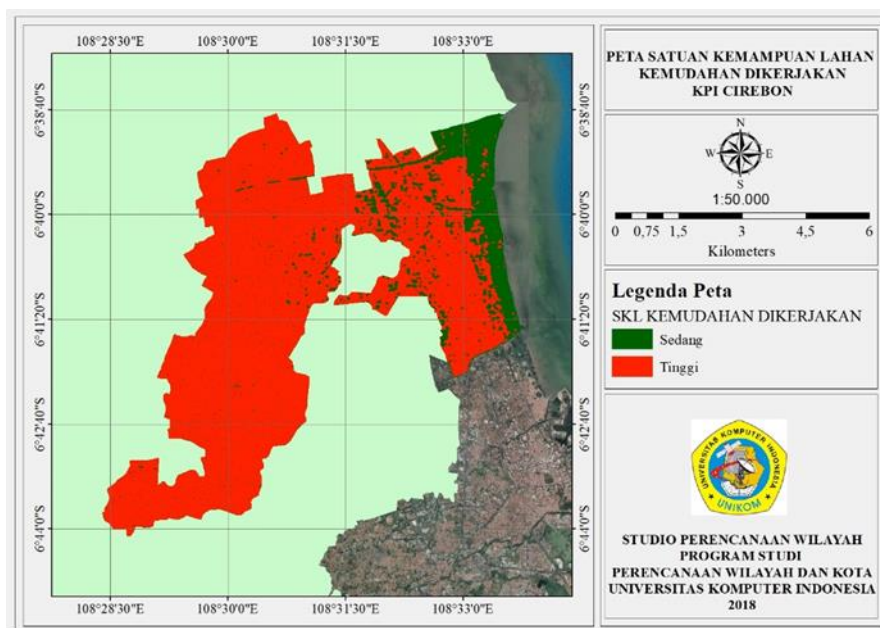 108°28'30"E 108°30'0"E 108°31'30"E 108°33'0"E
6°38'40"S
6°40'0"S
6°41'20"S
6°42'40"S
6°44'0"S
6°38'40"S
6°40'0"S
6°41'20"S
6°42'40"S
6°44'0"S
108°28'30"E 108°30'0"E 108°31'30"E 108°33'0"E
PETA SATUAN KEMAMPUAN LAHAN
KEMUDAHAN DIKERJAKAN
KPI CIREBON
N
W E
S
1:50.000
0 0,75 1,5 3 4,5 6
Kilometers
Legenda Peta
SKL KEMUDAHAN DIKERJAKAN
Sedang
Tinggi
UNIVERSITAS KOMPUTER INDONESIA
UNIKOM
STUDIO PERENCANAAN WILAYAH
PROGRAM STUDI
PERENCANAAN WILAYAH DAN KOTA
UNIVERSITAS KOMPUTER INDONESIA
2018